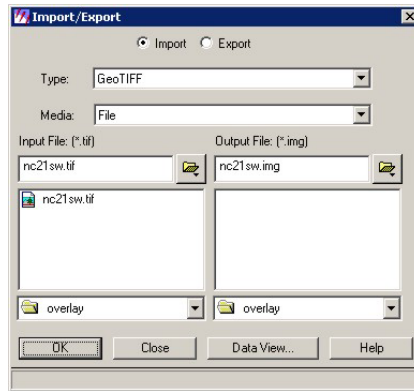 Import/Export
Import Export
Type: GeoTIFF
Media: File
Input File: (*.tif) Output File: (*.img)
nc21sw.tif nc21sw.img
nc21sw.tif
overlay overlay
OK Close Data View... Help